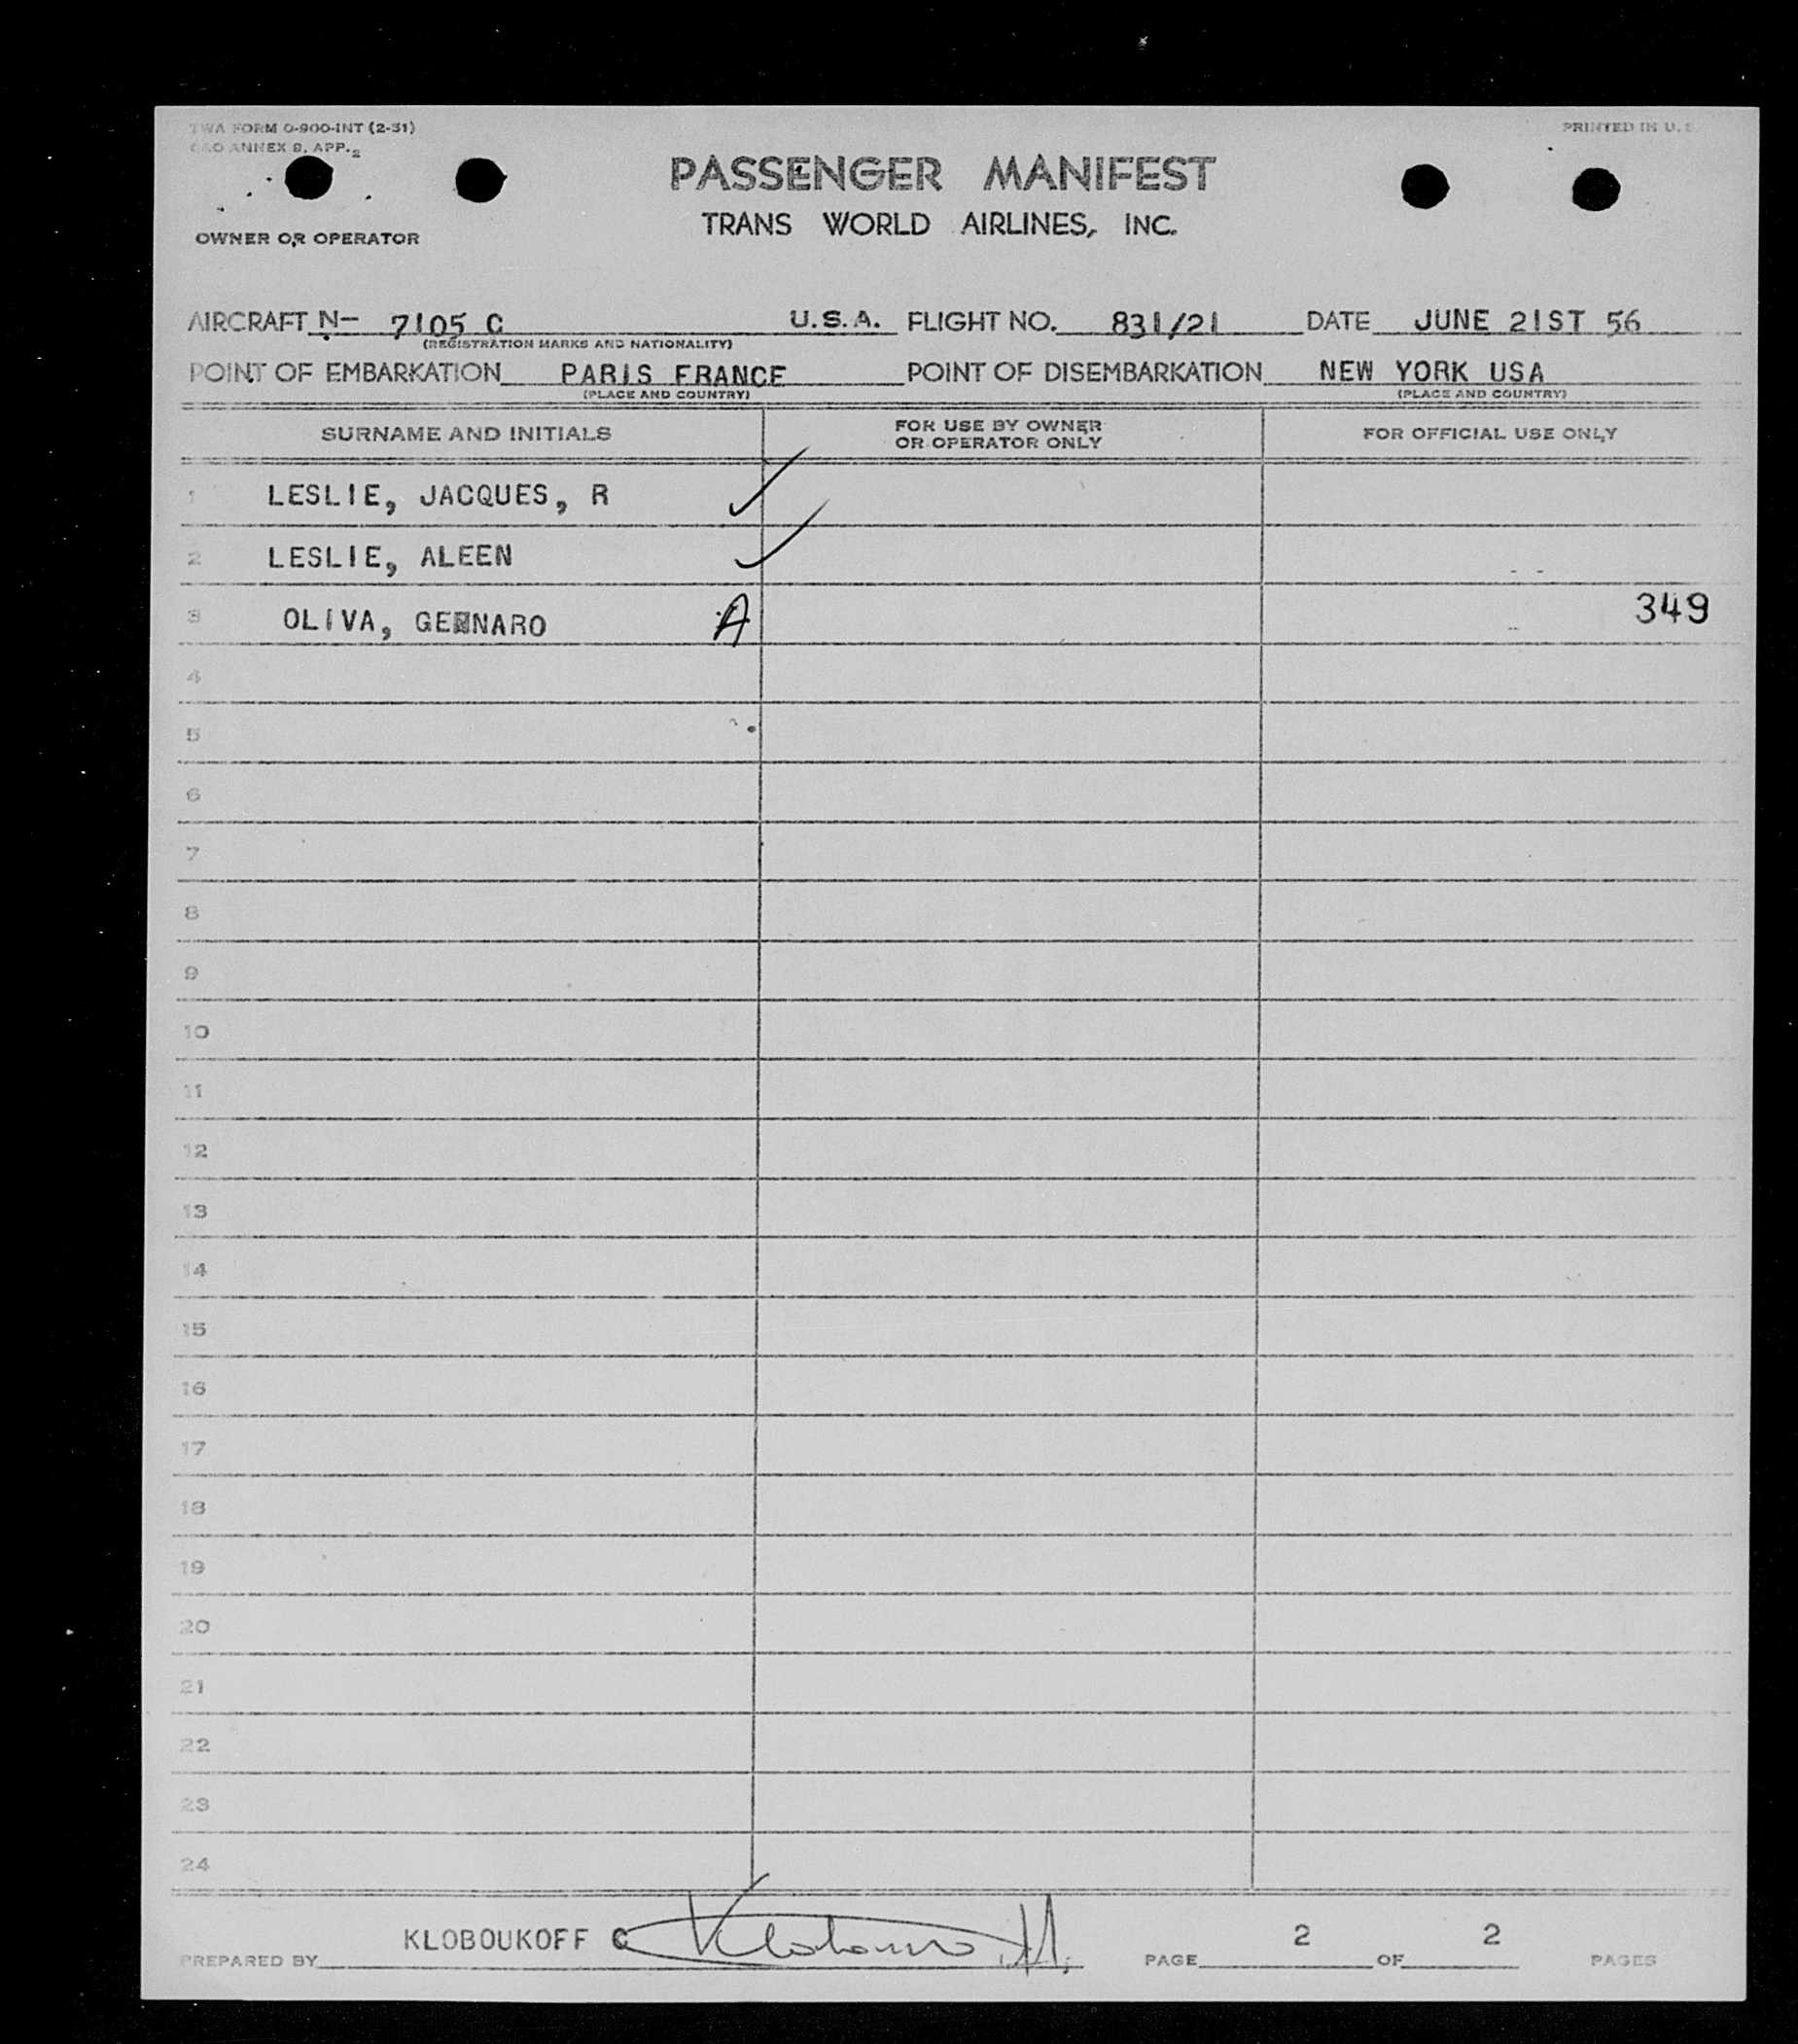 TWA FORM O-900-INT (2-51)
PRINTED IN U. S.
ANNEX 9, APP. 2
PASSENGER MANIFEST
TRANS WORLD AIRLINES, INC.
OWNER OR OPERATOR
AIRCRAFT N- 7105 C U.S.A. FLIGHT NO. 831/21 DATE JUNE 21ST 56
(REGISTRATION MARKS AND NATIONALITY)
POINT OF EMBARKATION PARIS FRANCE POINT OF DISEMBARKATION NEW YORK USA
(PLACE AND COUNTRY) (PLACE AND COUNTRY)
SURNAME AND INITIALS FOR USE BY OWNER OR OPERATOR ONLY FOR OFFICIAL USE ONLY
1 LESLIE, JACQUES, R ✓
2 LESLIE, ALEEN ✓
3 OLIVA, GENNARO A 349
4
5
6
7
8
9
10
11
12
13
14
15
16
17
18
19
20
21
22
23
24
PREPARED BY KLOBOUKOFF C PAGE 2 OF 2 PAGES